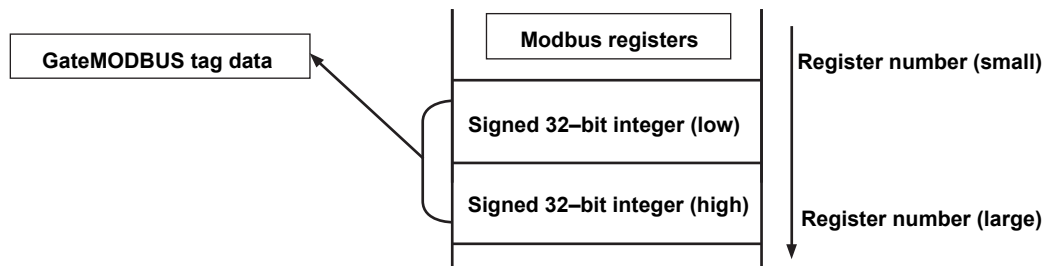 Modbus registers
GateMODBUS tag data
Register number (small)
Signed 32–bit integer (low)
Signed 32–bit integer (high)
Register number (large)